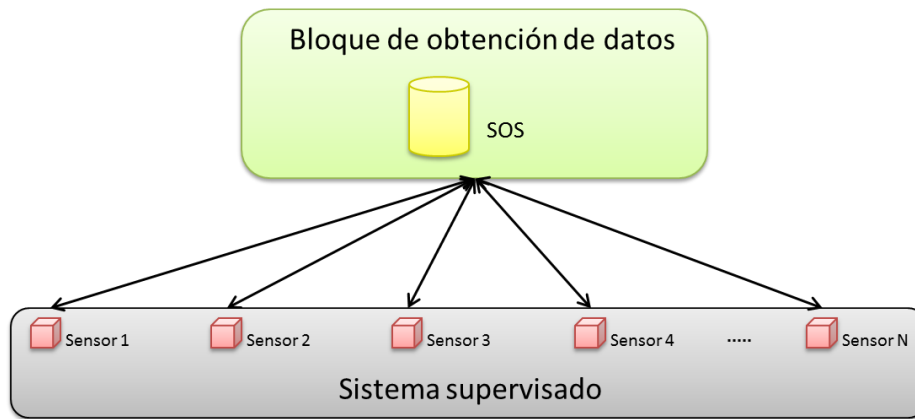 Bloque de obtención de datos
SOS
Sensor 1
Sensor 2
Sensor 3
Sensor 4
.....
Sensor N
Sistema supervisado